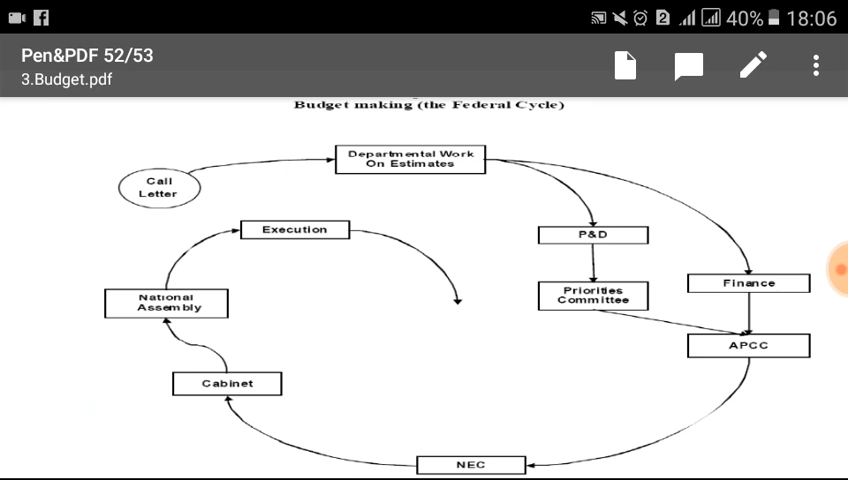 40% 18:06
Pen&PDF 52/53
3.Budget.pdf
Budget making (the Federal Cycle)
Departmental Work
On Estimates
Call
Letter
Execution
P&D
Finance
Priorities
Committee
National
Assembly
APCC
Cabinet
NEC